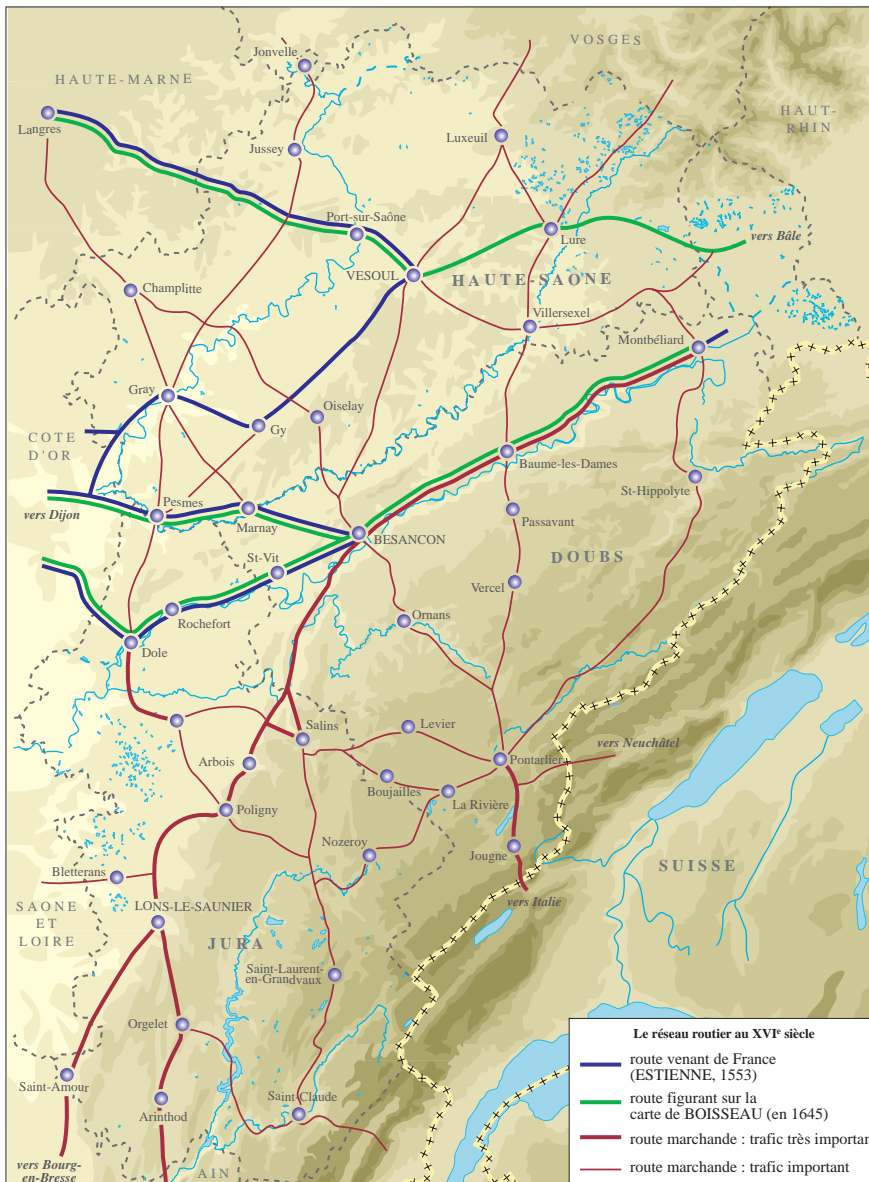 VOSGES
Jonvelle
HAUTE-MARNE
HAUT-
RHIN
Langres
Luxeuil
Jussey
Port-sur-Saône
Lure
vers Bâle
VESOUL
HAUTE-SAONE
Champlitte
Villersexel
Montbéliard
Gray
Oiselay
Gy
COTE
D'OR
Baume-les-Dames
St-Hippolyte
Pesmes
vers Dijon
Marnay
Passavant
BESANCON
St-Vit
DOUBS
Vercel
Rochefort
Ornans
Dole
Levier
Salins
vers Neuchâtel
Arbois
Pontarlier
Boujailles
La Rivière
Poligny
Nozeroy
Jougne
SUISSE
Bletterans
vers Italie
SAONE
ET
LOIRE
LONS-LE-SAUNIER
JURA
Saint-Laurent-
en-Grandvaux
Orgelet
Saint-Amour
Saint-Claude
Arinthod
vers Bourg-
en-Bresse
AIN
Le réseau routier au XVIe siècle
route venant de France
(ESTIENNE, 1553)
route figurant sur la
carte de BOISSEAU (en 1645)
route marchande : trafic très importan
route marchande : trafic important